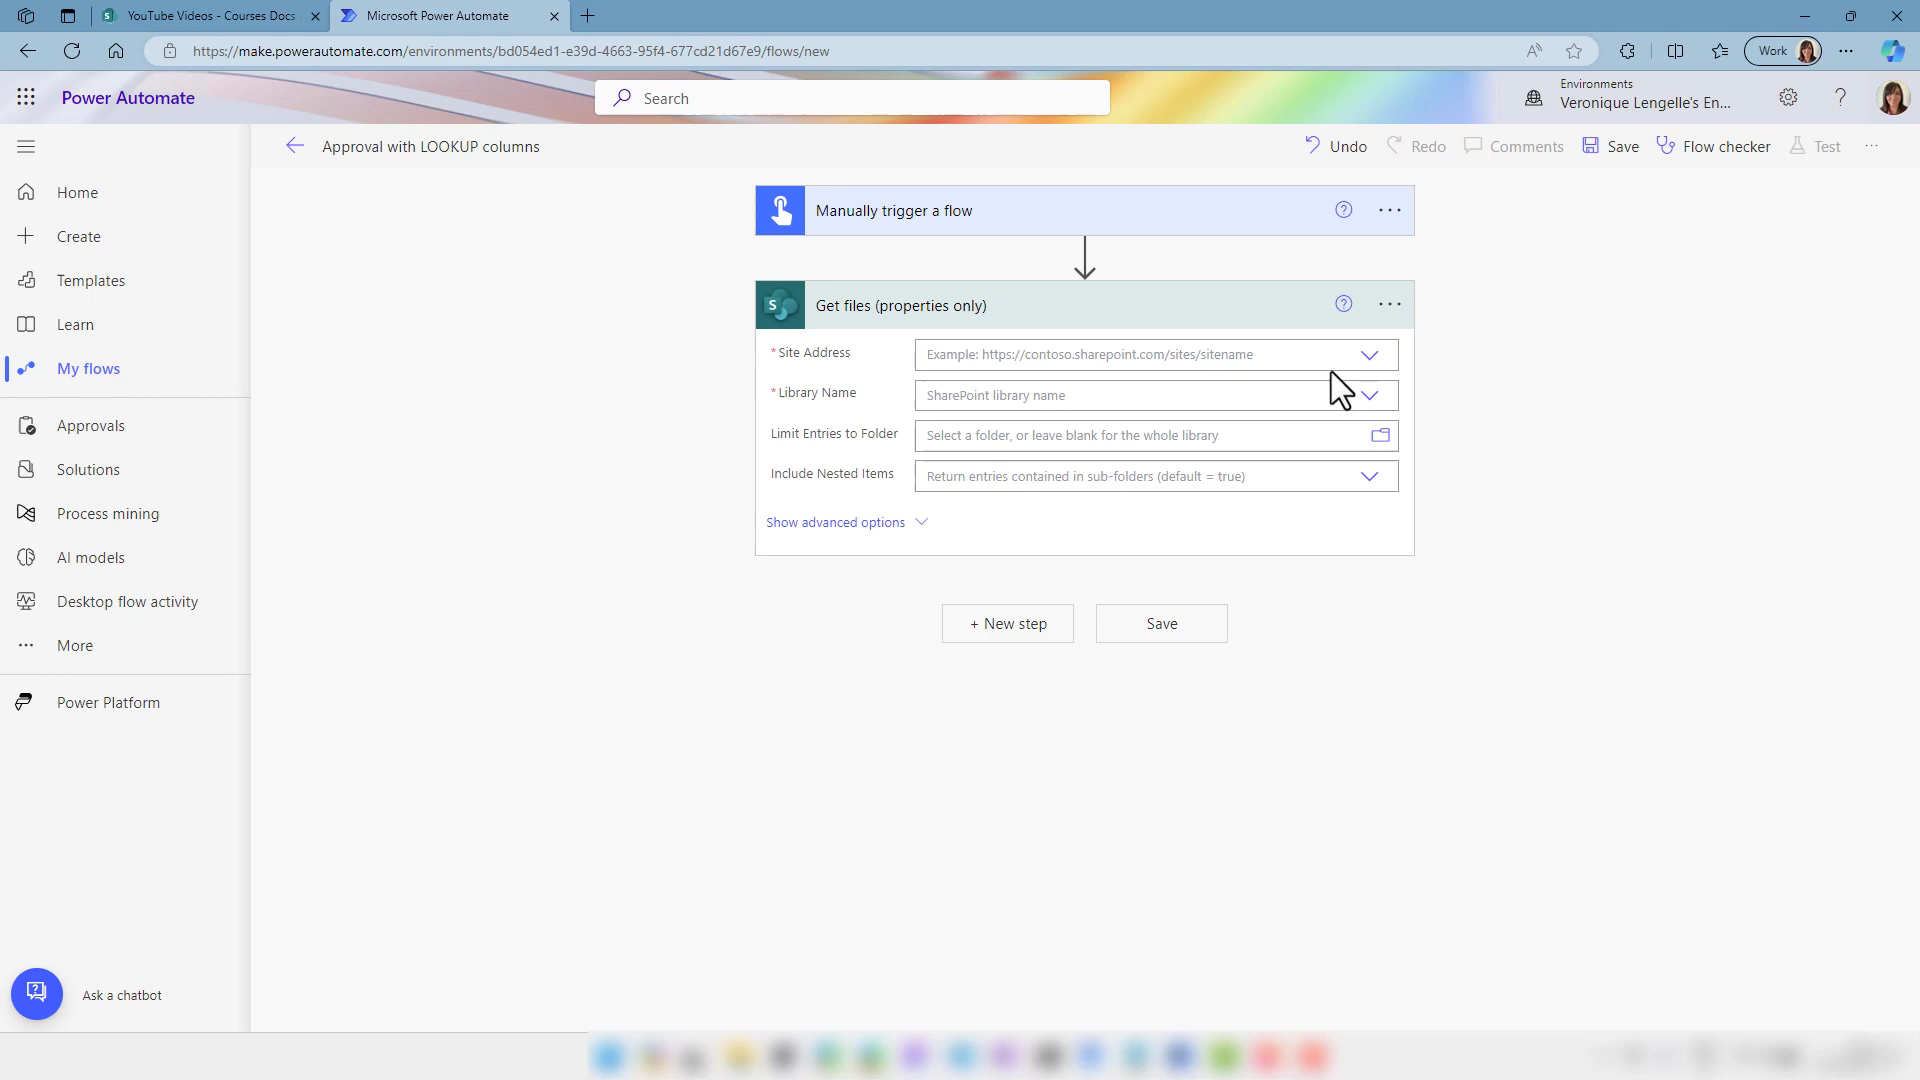 YouTube Videos - Courses Docs
Microsoft Power Automate
https://make.powerautomate.com/environments/bd054ed1-e39d-4663-95f4-677cd21d67e9/flows/new
Work
Power Automate
Search
Environments
Veronique Lengelle's En...
Approval with LOOKUP columns
Undo
Redo
Comments
Save
Flow checker
Test
Home
Create
Templates
Learn
My flows
Approvals
Solutions
Process mining
AI models
Desktop flow activity
More
Power Platform
Ask a chatbot
Manually trigger a flow
S
Get files (properties only)
* Site Address
Example: https://contoso.sharepoint.com/sites/sitename
* Library Name
SharePoint library name
Limit Entries to Folder
Select a folder, or leave blank for the whole library
Include Nested Items
Return entries contained in sub-folders (default = true)
Show advanced options
+ New step
Save